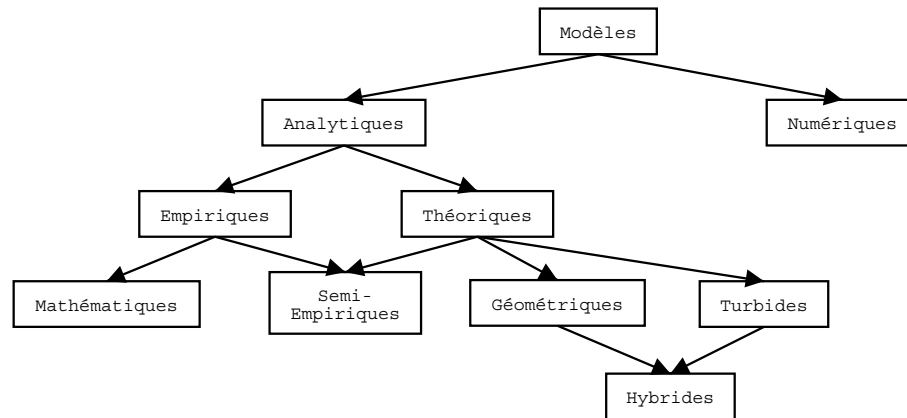 Modèles
Analytiques
Numériques
Empiriques
Théoriques
Mathématiques
Semi-
Empiriques
Géométriques
Turbides
Hybrides